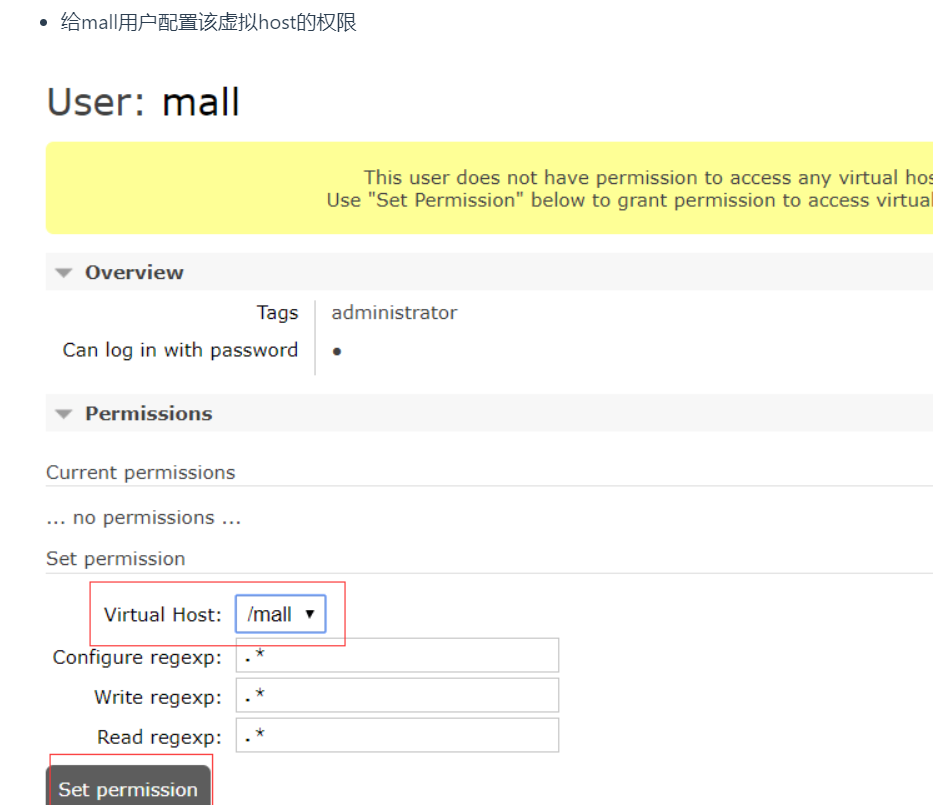 给mall用户配置该虚拟host的权限
User: mall
This user does not have permission to access any virtual hos
Use "Set Permission" below to grant permission to access virtual
Overview
Tags administrator
Can log in with password ●
Permissions
Current permissions
... no permissions ...
Set permission
Virtual Host: /mall
Configure regexp: .*
Write regexp: .*
Read regexp: .*
Set permission